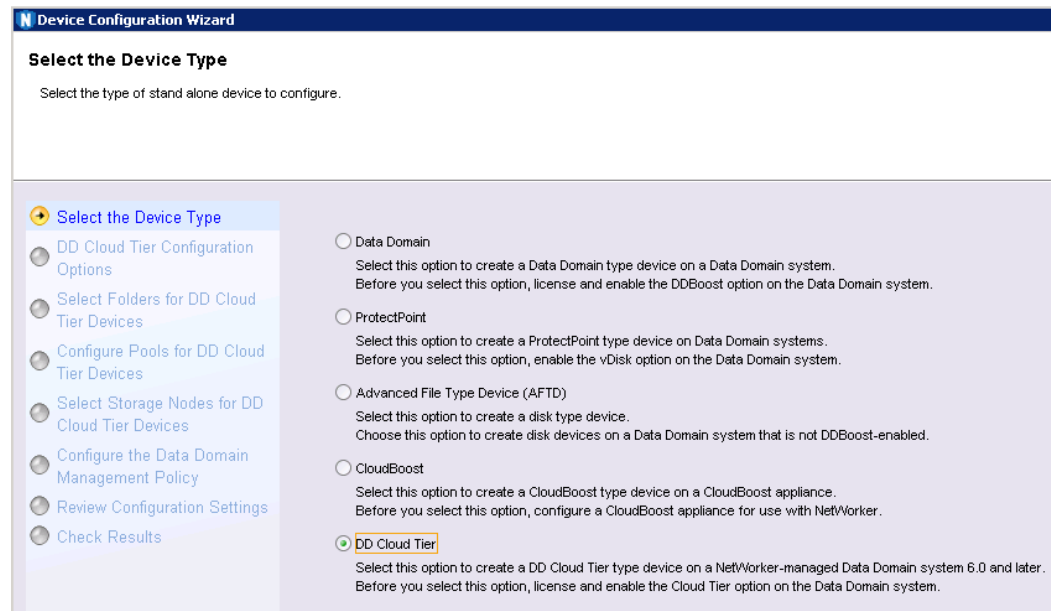 N Device Configuration Wizard
Select the Device Type
Select the type of stand alone device to configure.
Select the Device Type
DD Cloud Tier Configuration
Options
Select Folders for DD Cloud
Tier Devices
Configure Pools for DD Cloud
Tier Devices
Select Storage Nodes for DD
Cloud Tier Devices
Configure the Data Domain
Management Policy
Review Configuration Settings
Check Results
Data Domain
Select this option to create a Data Domain type device on a Data Domain system.
Before you select this option, license and enable the DDBoost option on the Data Domain system.
ProtectPoint
Select this option to create a ProtectPoint type device on Data Domain systems.
Before you select this option, enable the vDisk option on the Data Domain system.
Advanced File Type Device (AFTD)
Select this option to create a disk type device.
Choose this option to create disk devices on a Data Domain system that is not DDBoost-enabled.
CloudBoost
Select this option to create a CloudBoost type device on a CloudBoost appliance.
Before you select this option, configure a CloudBoost appliance for use with NetWorker.
DD Cloud Tier
Select this option to create a DD Cloud Tier type device on a NetWorker-managed Data Domain system 6.0 and later.
Before you select this option, license and enable the Cloud Tier option on the Data Domain system.